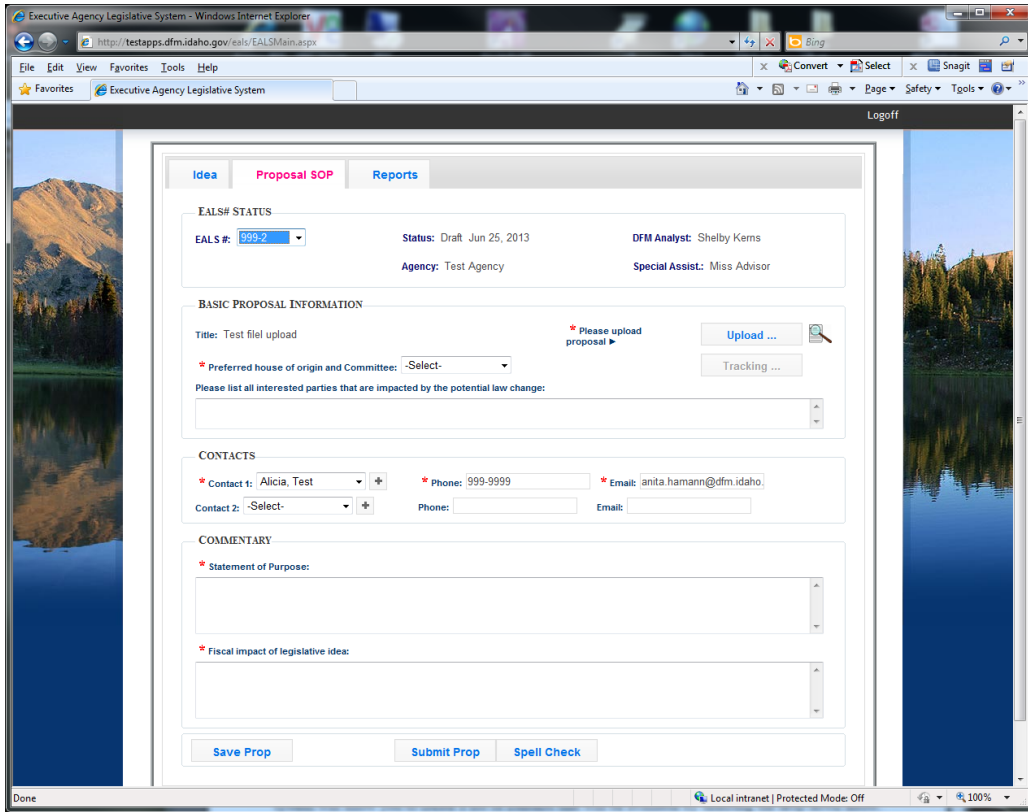 Executive Agency Legislative System - Windows Internet Explorer
http://testapps.dfm.idaho.gov/eals/EALSMain.aspx
Bing
File Edit View Favorites Tools Help
x Convert Select x Snagit
Favorites Executive Agency Legislative System Page Safety Tools
Logoff
Idea Proposal SOP Reports
EALS# STATUS
EALS #: 999-2 Status: Draft Jun 25, 2013 DFM Analyst: Shelby Kerns
Agency: Test Agency Special Assist.: Miss Advisor
BASIC PROPOSAL INFORMATION
Title: Test filel upload * Please upload proposal Upload ...
* Preferred house of origin and Committee: -Select- Tracking ...
Please list all interested parties that are impacted by the potential law change:
CONTACTS
* Contact 1: Alicia, Test + * Phone: 999-9999 * Email: anita.hamann@dfm.idaho.
Contact 2: -Select- + Phone: Email:
COMMENTARY
* Statement of Purpose:
* Fiscal impact of legislative idea:
Save Prop Submit Prop Spell Check
Done Local intranet | Protected Mode: Off 100%